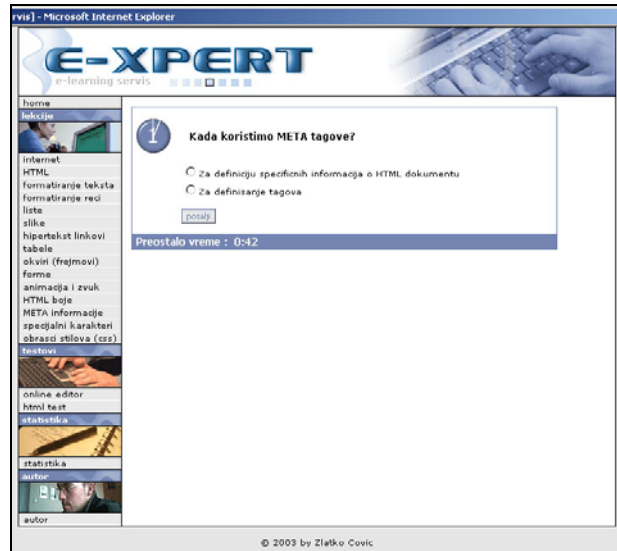 rvis] - Microsoft Internet Explorer
E-XPERT
e-learning servis
home
lekcije
internet
HTML
formatiranje teksta
formatiranje reci
liste
slike
hipertekst linkovi
tabele
okviri (frejmovi)
forme
animacija i zvuk
HTML boje
META informacije
specijalni karakteri
obrasci stilova (css)
testovi
online editor
html test
statistika
statistika
autor
autor
1
Kada koristimo META tagove?
Za definiciju specificnih informacija o HTML dokumentu
Za definisanje tagova
posalji
Preostalo vreme : 0:42
© 2003 by Zlatko Covic